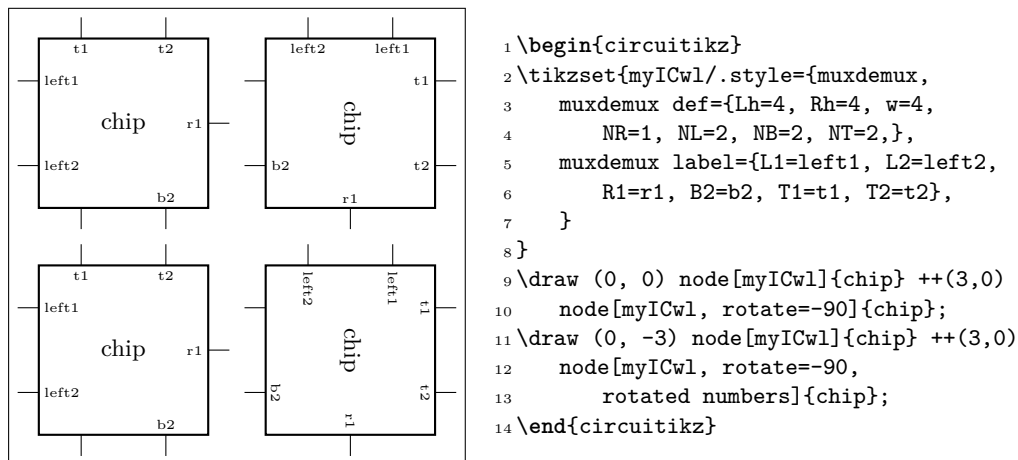 t1 t2
left1
chip
r1
left2
b2
left2 left1
t1
chip
b2 t2
r1
t1 t2
left1
chip
r1
left2
b2
left2 left1
t1
chip
b2 t2
r1
1 \begin{circuitikz}
2 \tikzset{myICwl/.style={muxdemux,
3 muxdemux def={Lh=4, Rh=4, w=4,
4 NR=1, NL=2, NB=2, NT=2,},
5 muxdemux label={L1=left1, L2=left2,
6 R1=r1, B2=b2, T1=t1, T2=t2},
7 }
8 }
9 \draw (0, 0) node[myICwl]{chip} ++(3,0)
10 node[myICwl, rotate=-90]{chip};
11 \draw (0, -3) node[myICwl]{chip} ++(3,0)
12 node[myICwl, rotate=-90,
13 rotated numbers]{chip};
14 \end{circuitikz}